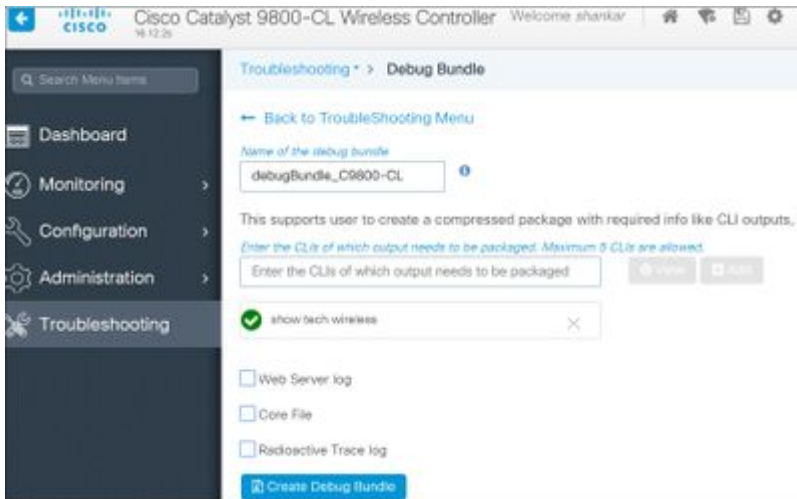 CISCO
Cisco Catalyst 9800-CL Wireless Controller
Welcome shankar
Search Menu Items
Dashboard
Monitoring
Configuration
Administration
Troubleshooting
Troubleshooting > Debug Bundle
← Back to TroubleShooting Menu
Name of the debug bundle
debugBundle_C9800-CL
This supports user to create a compressed package with required info like CLI outputs,
Enter the CLIs of which output needs to be packaged. Maximum 5 CLIs are allowed.
Enter the CLIs of which output needs to be packaged
View
Add
show tech wireless
Web Server log
Core File
Radioactive Trace log
Create Debug Bundle